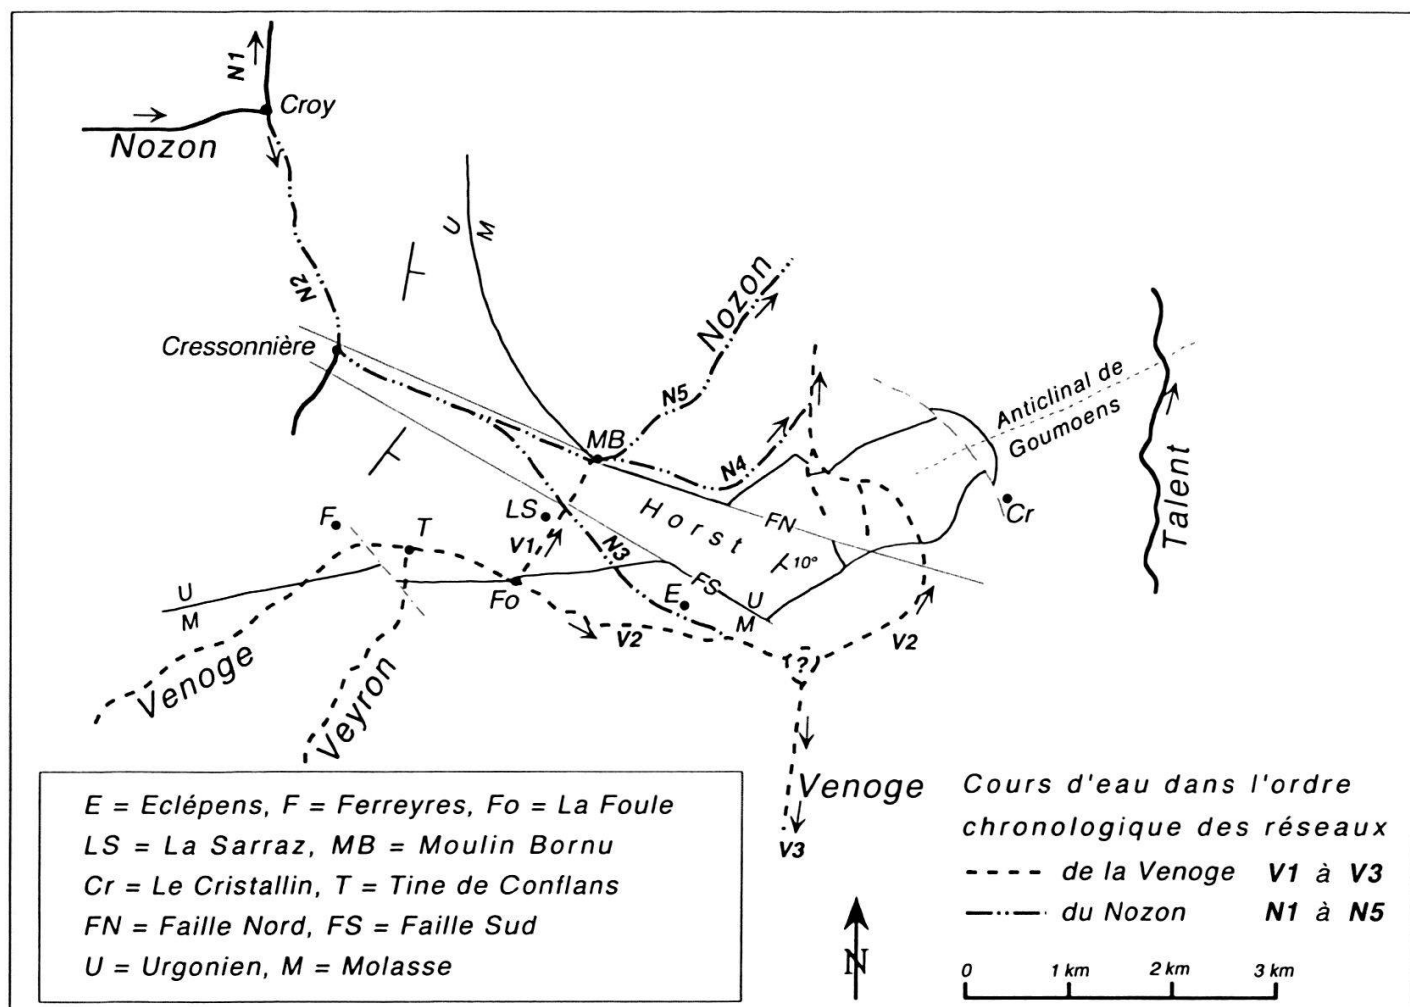 N1
Croy
Nozon
U
M
N2
Nozon
Cressonnière
Anticlinal de
Goumoens
N5
MB
N4
Talent
LS
Horst
FN
Cr
F
T
V1
N3
10°
FS
E
U
M
Fo
U
M
V2
V2
?
Venoge
Veyron
Venoge
V3
E = Eclépens, F = Ferreyres, Fo = La Foule
LS = La Sarraz, MB = Moulin Bornu
Cr = Le Cristallin, T = Tine de Conflans
FN = Faille Nord, FS = Faille Sud
U = Urgonien, M = Molasse
Cours d'eau dans l'ordre
chronologique des réseaux
de la Venoge V1 à V3
du Nozon N1 à N5
N
0 1 km 2 km 3 km